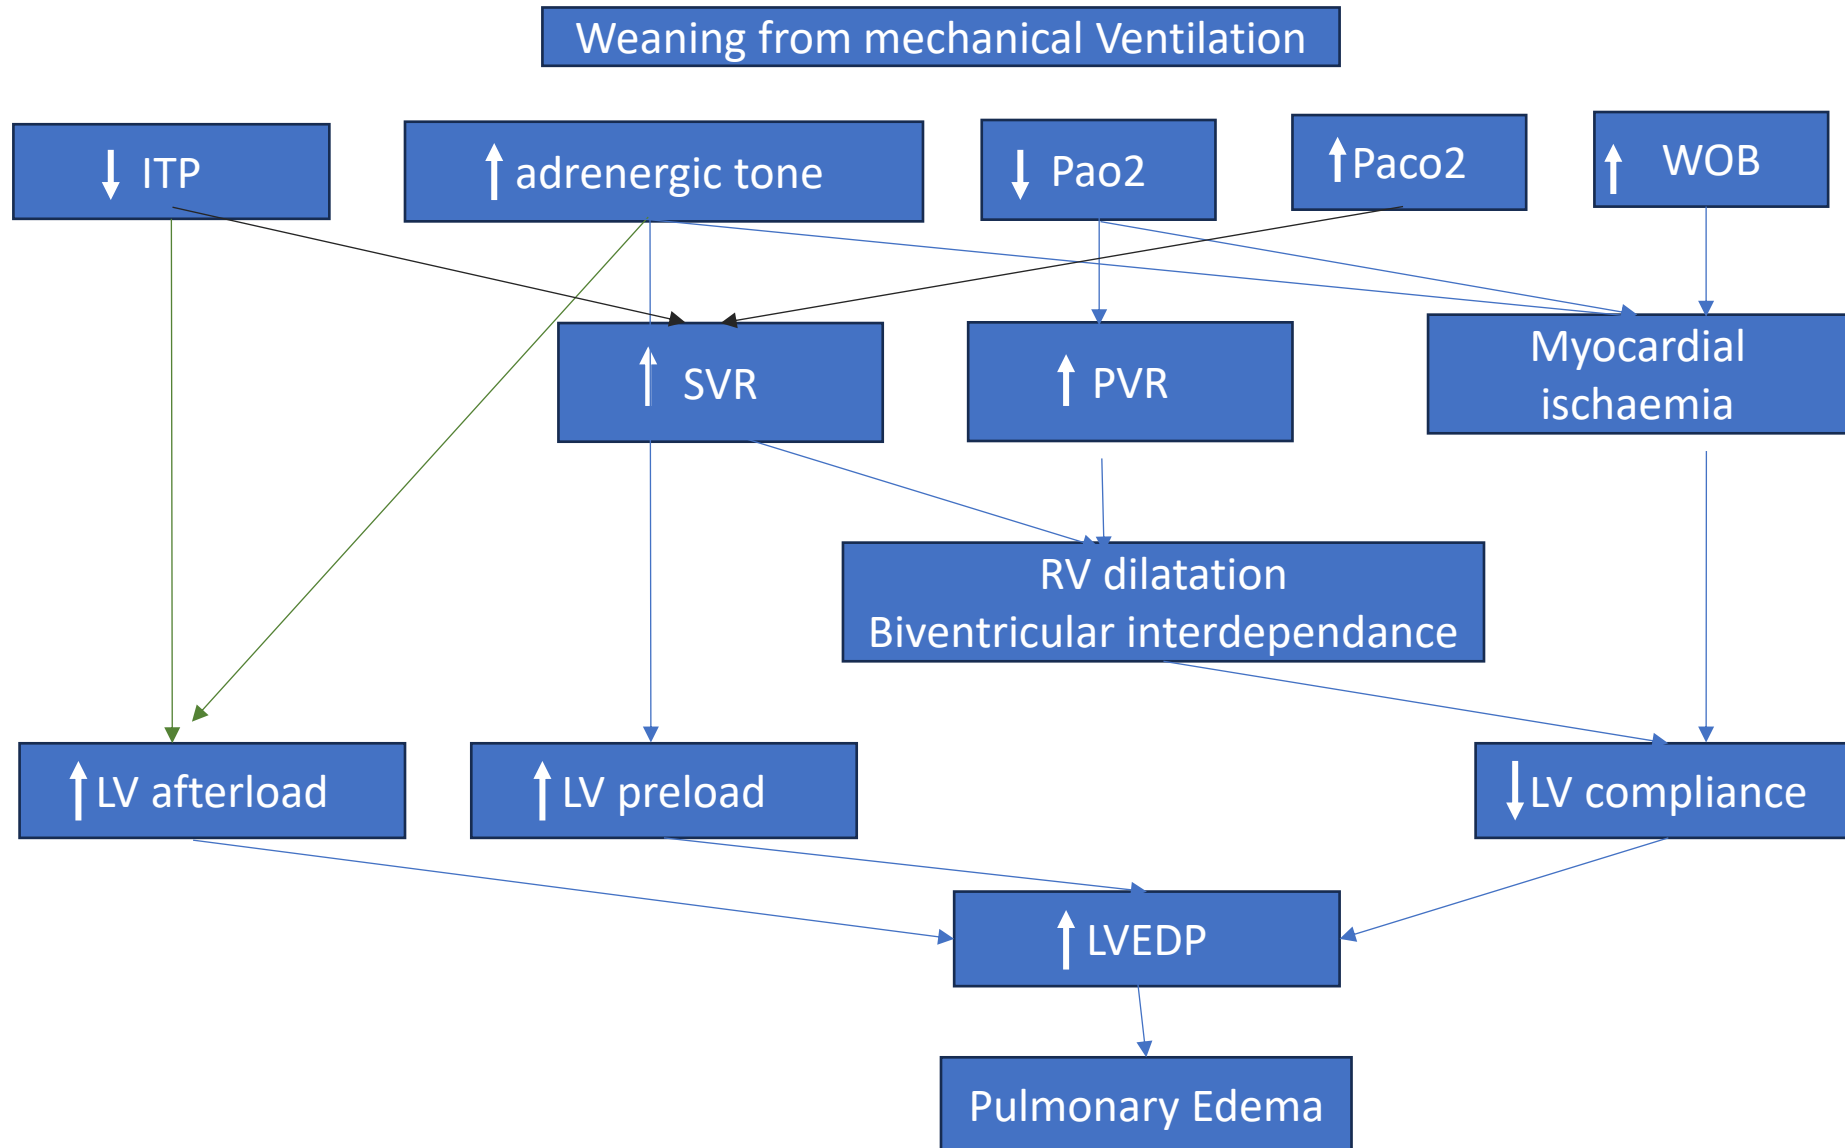 Weaning from mechanical Ventilation
ITP
adrenergic tone
Pao2
Paco2
WOB
SVR
PVR
Myocardial
ischaemia
RV dilatation
Biventricular interdependance
LV afterload
LV preload
LV compliance
LVEDP
Pulmonary Edema